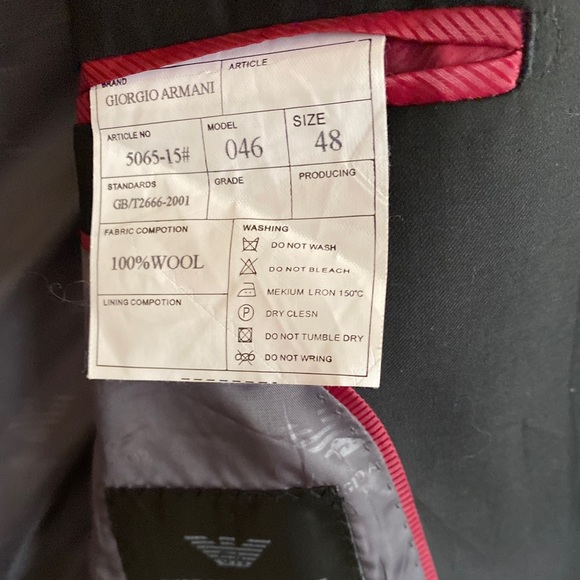 BRAND
GIORGIO ARMANI
ARTICLE
ARTICLE NO
5065-15#
MODEL
046
SIZE
48
STANDARDS
GB/T2666-2001
GRADE
PRODUCING
FABRIC COMPOTION
100%WOOL
LINING COMPOTION
WASHING
DO NOT WASH
DO NOT BLEACH
MEKIUM LRON 150°C
P DRY CLESN
DO NOT TUMBLE DRY
DO NOT WRING